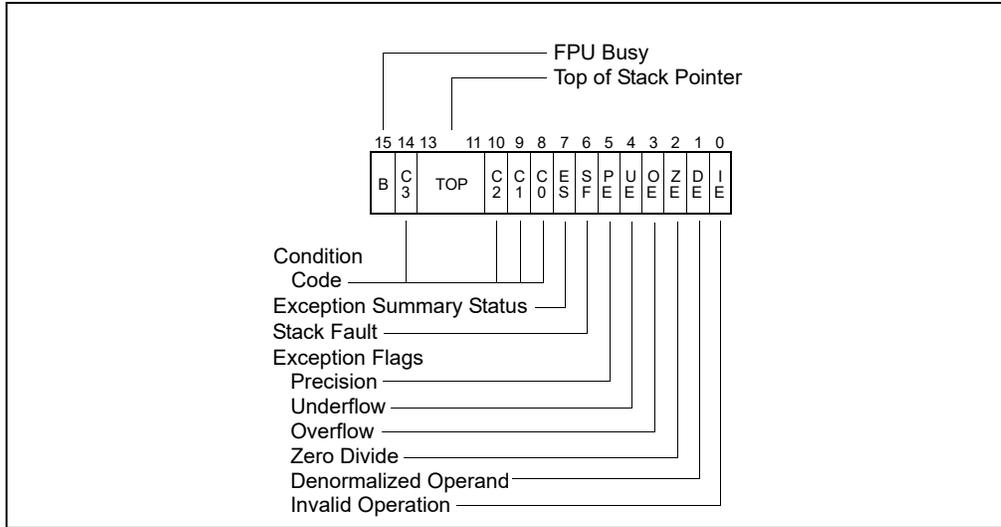 FPU Busy
Top of Stack Pointer
15 14 13 11 10 9 8 7 6 5 4 3 2 1 0
B C3 TOP C2 C1 C0 ES SF PE UE OE ZE DE IE
Condition
Code
Exception Summary Status
Stack Fault
Exception Flags
Precision
Underflow
Overflow
Zero Divide
Denormalized Operand
Invalid Operation